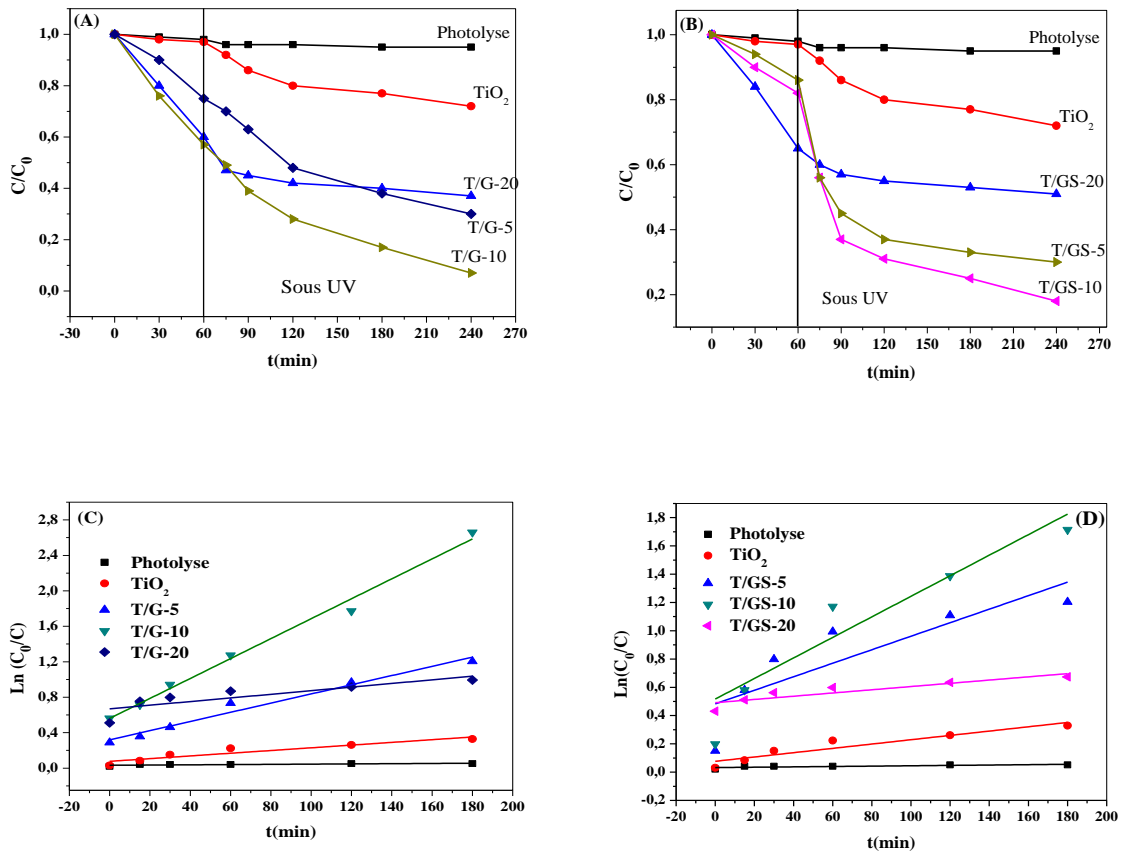 (A)
Photolyse
TiO2
T/G-20
T/G-5
T/G-10
Sous UV
1,0
0,8
0,6
0,4
0,2
0,0
C/C0
-30 0 30 60 90 120 150 180 210 240 270
t(min)
(B)
Photolyse
TiO2
T/GS-20
T/GS-5
T/GS-10
Sous UV
1,0
0,8
0,6
0,4
0,2
C/C0
0 30 60 90 120 150 180 210 240 270
t(min)
(C)
Photolyse
TiO2
T/G-5
T/G-10
T/G-20
2.8
2.4
2.0
1.6
1.2
0.8
0.4
0.0
Ln (C0/C)
-20 0 20 40 60 80 100 120 140 160 180 200
t(min)
(D)
Photolyse
TiO2
T/GS-5
T/GS-10
T/GS-20
1,8
1,6
1,4
1,2
1,0
0,8
0,6
0,4
0,2
0,0
-0,2
Ln(C0/C)
-20 0 20 40 60 80 100 120 140 160 180 200
t(min)